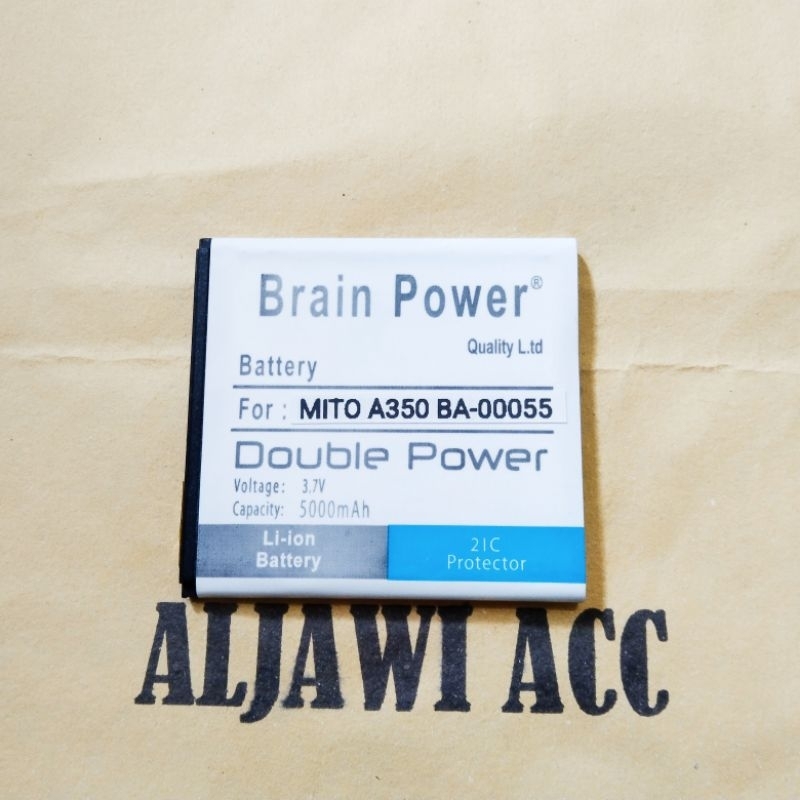 Brain Power®
Quality L.td
Battery
For : MITO A350 BA-00055
Double Power
Voltage: 3,7V
Capacity: 5000mAh
Li-ion
Battery
2IC
Protector
ALJAWI ACC